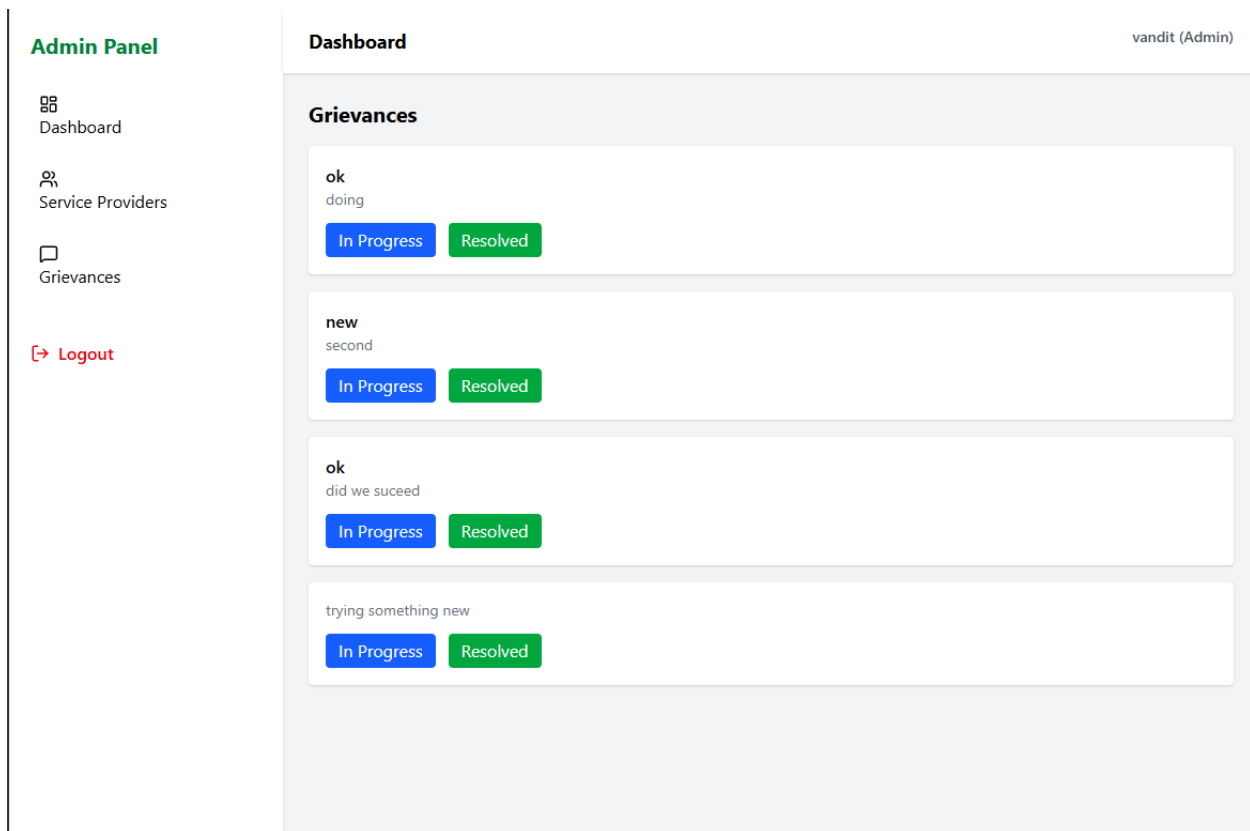 Admin Panel
Dashboard
Service Providers
Grievances
Logout
Dashboard
vandit (Admin)
Grievances
ok
doing
In Progress Resolved
new
second
In Progress Resolved
ok
did we suceed
In Progress Resolved
trying something new
In Progress Resolved